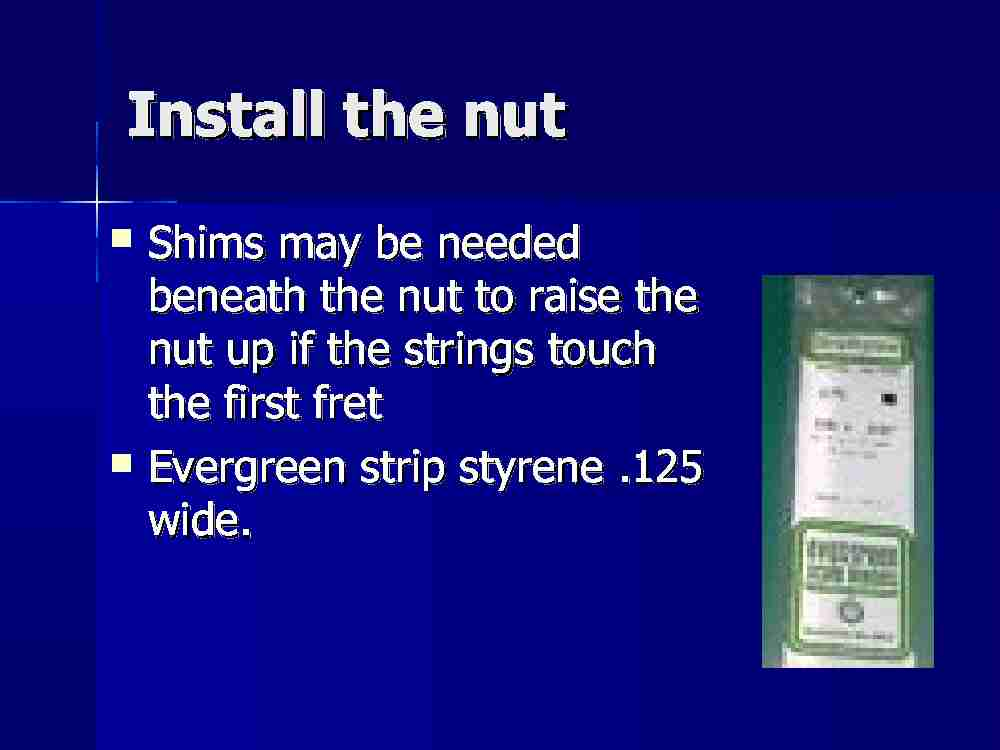 Install the nut
Shims may be needed
beneath the nut to raise the
nut up if the strings touch
the first fret
Evergreen strip styrene .125
wide.